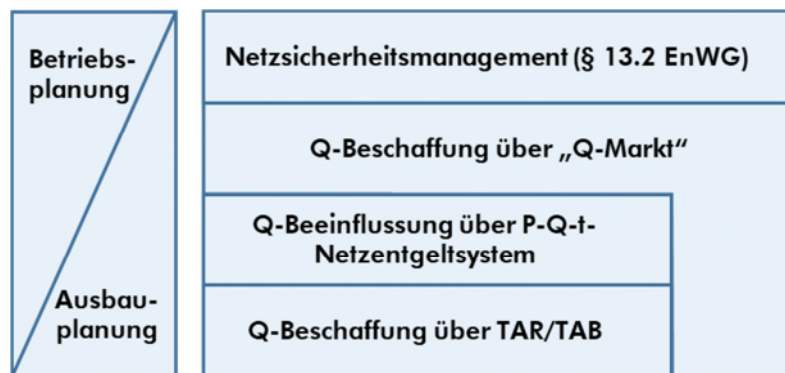 Betriebs-
planung
Ausbau-
planung
Netzsicherheitsmanagement (§ 13.2 EnWG)
Q-Beschaffung über „Q-Markt“
Q-Beeinflussung über P-Q-t-
Netzentgeltsystem
Q-Beschaffung über TAR/TAB